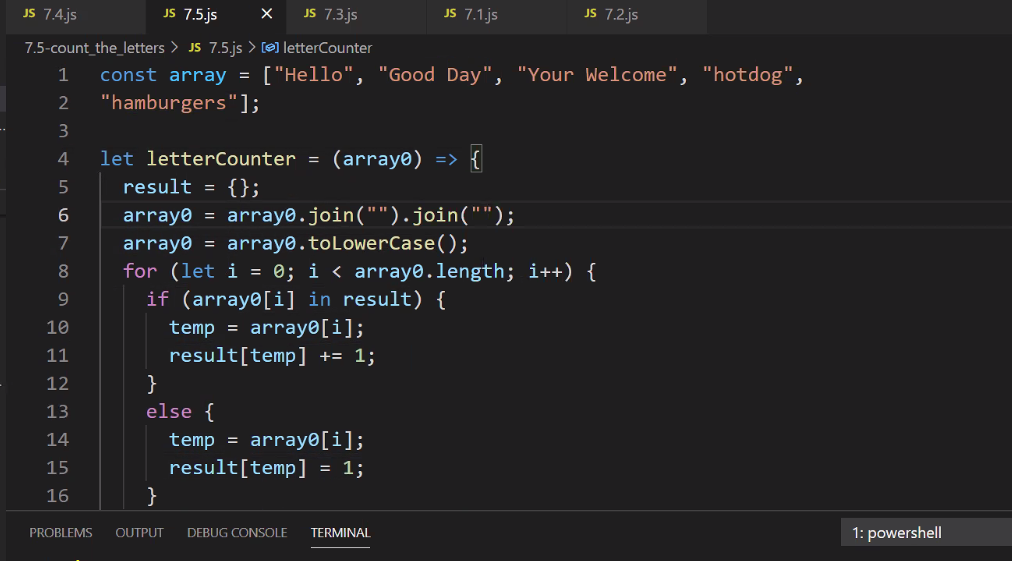 JS 7.4.js JS 7.5.js × JS 7.3.js JS 7.1.js JS 7.2.js
7.5-count_the_letters > JS 7.5.js > letterCounter
1 const array = ["Hello", "Good Day", "Your Welcome", "hotdog",
2 "hamburgers"];
3
4 let letterCounter = (array0) => {
5 result = {};
6 array0 = array0.join("").join("");
7 array0 = array0.toLowerCase();
8 for (let i = 0; i < array0.length; i++) {
9 if (array0[i] in result) {
10 temp = array0[i];
11 result[temp] += 1;
12 }
13 else {
14 temp = array0[i];
15 result[temp] = 1;
16 }
PROBLEMS OUTPUT DEBUG CONSOLE TERMINAL 1: powershell